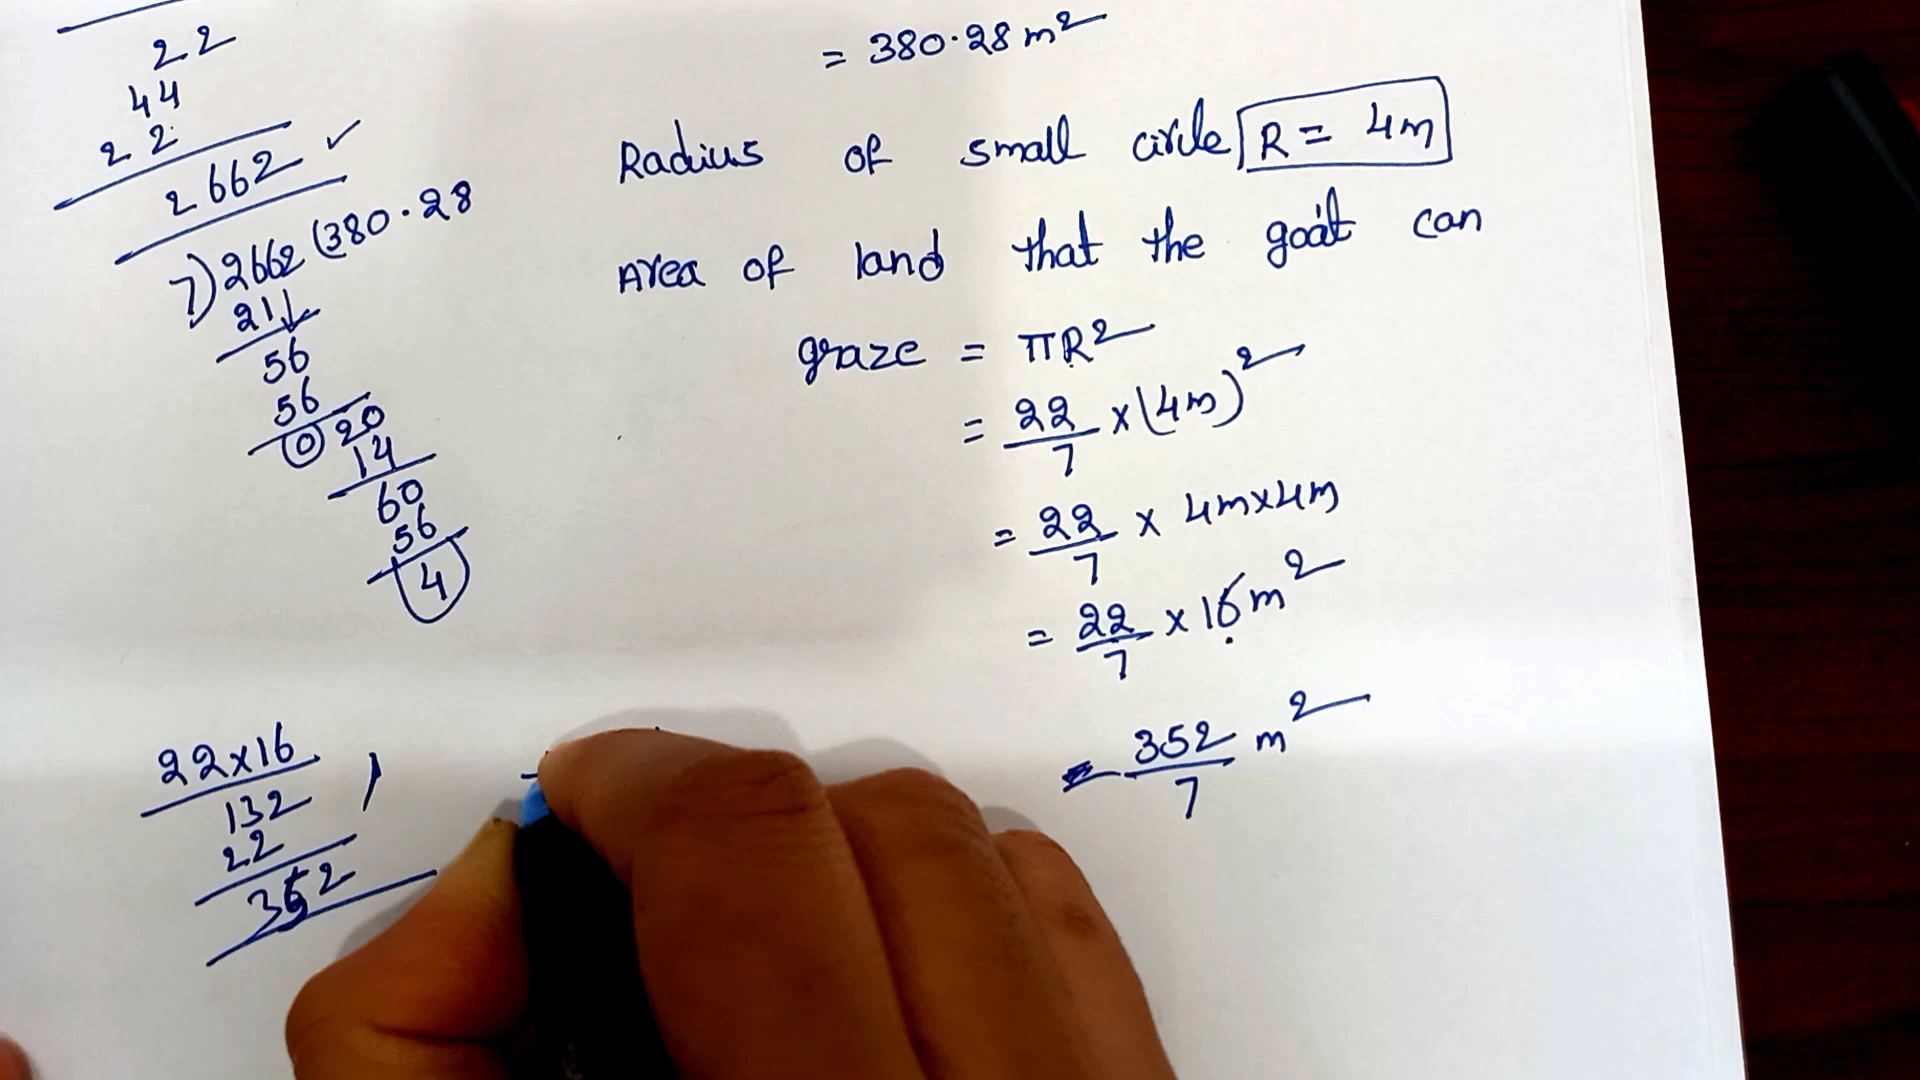 22
44
22
2662 ✓
7)2662(380.28
21↓
56
56
0 20
14
60
56
4
= 380.28 m²
Radius of small circle R = 4m
Area of land that the goat can
graze = πR²
= 22/7 x (4m)²
= 22/7 x 4m x 4m
= 22/7 x 16 m²
= 352/7 m²
22x16
132
22
352